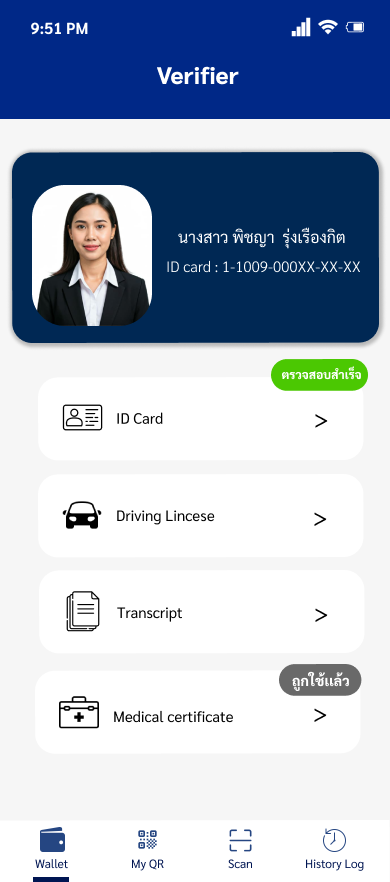 9:51 PM
Verifier
นางสาว พิชญา รุ่งเรืองกิต
ID card : 1-1009-000XX-XX-XX
ตรวจสอบสำเร็จ
ID Card >
Driving Lincese >
Transcript >
ถูกใช้แล้ว
Medical certificate >
Wallet My QR Scan History Log